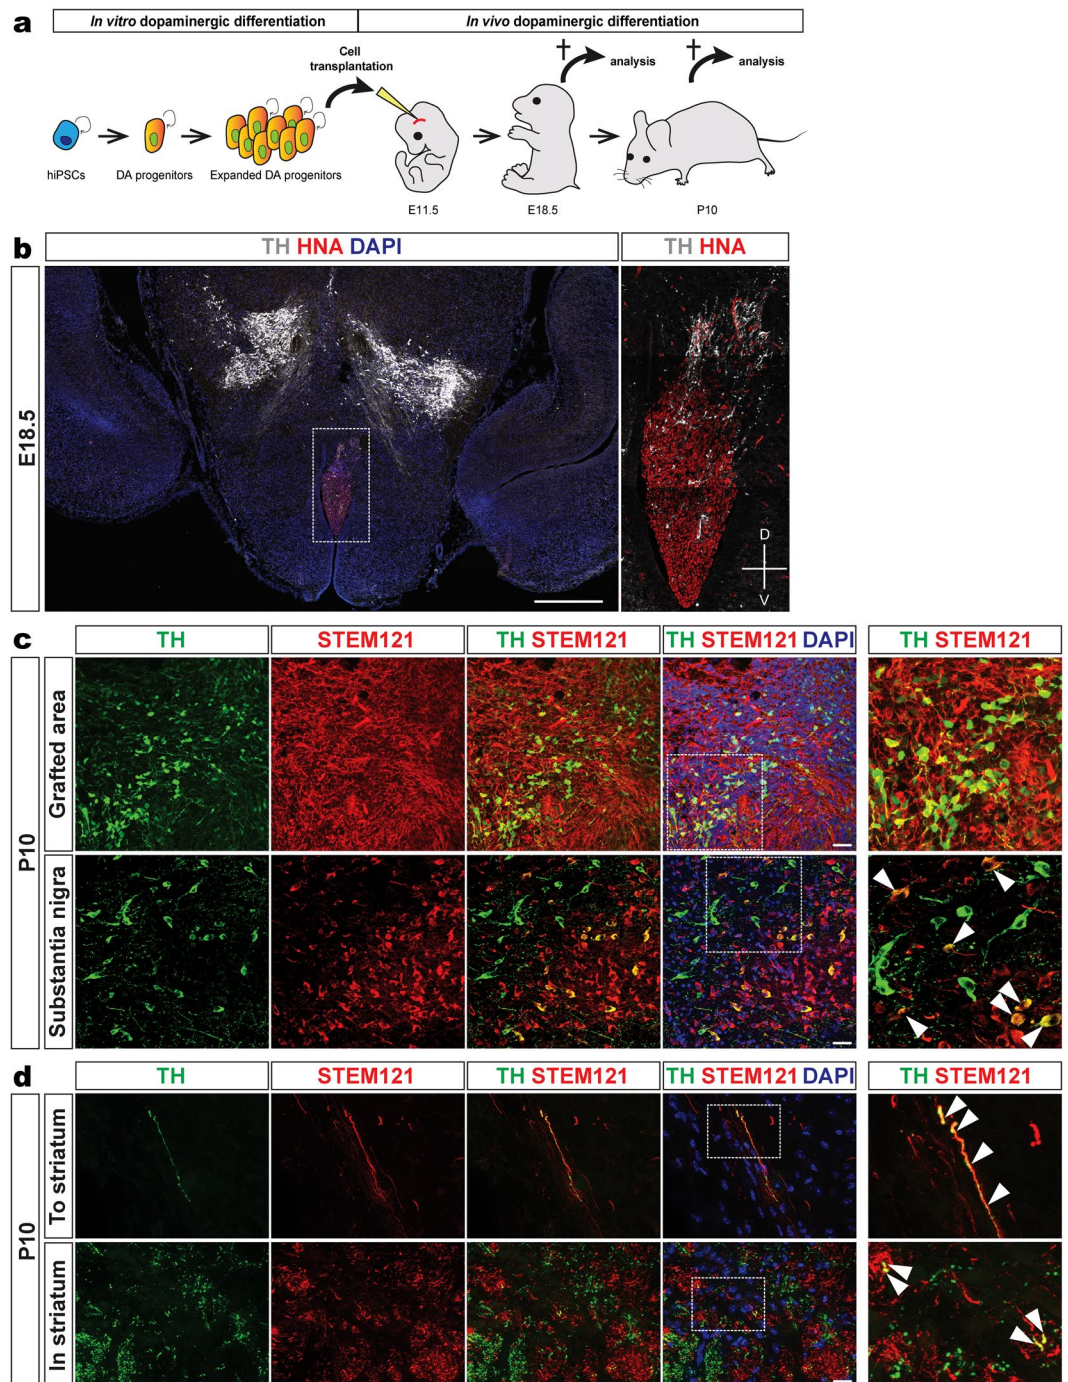 a
In vitro dopaminergic differentiation
In vivo dopaminergic differentiation
Cell
transplantation
analysis
analysis
hiPSCs
DA progenitors
Expanded DA progenitors
E11.5
E18.5
P10
b
TH HNA DAPI
TH HNA
E18.5
D
V
c
TH
STEM121
TH STEM121
TH STEM121 DAPI
TH STEM121
P10
Grafted area
Substantia nigra
d
TH
STEM121
TH STEM121
TH STEM121 DAPI
TH STEM121
P10
To striatum
In striatum